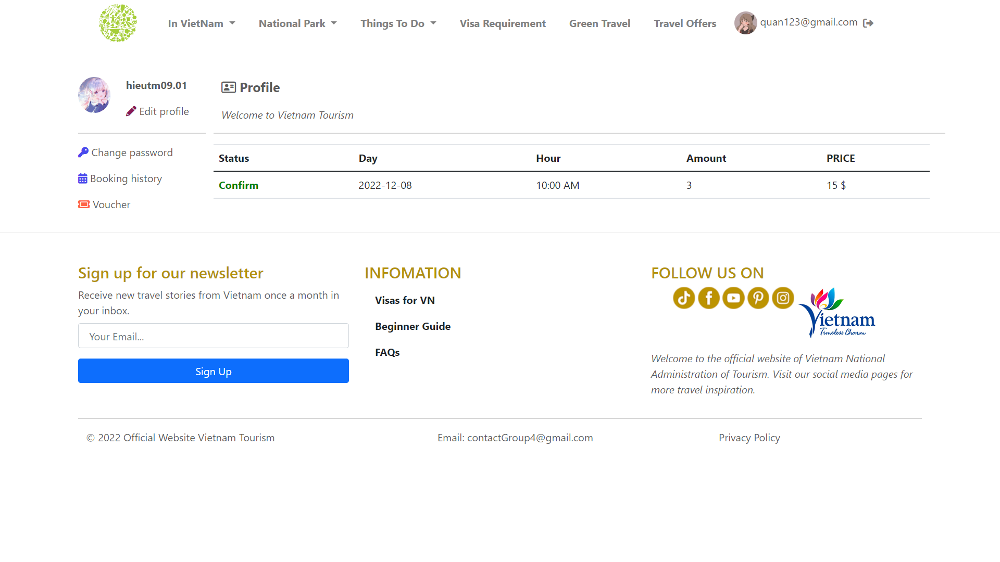 In VietNam
National Park
Things To Do
Visa Requirement
Green Travel
Travel Offers
quan123@gmail.com
hieutm09.01
Edit profile
Profile
Welcome to Vietnam Tourism
Change password
Booking history
Voucher
Status Day Hour Amount PRICE
Confirm 2022-12-08 10:00 AM 3 15 $
Sign up for our newsletter
Receive new travel stories from Vietnam once a month in
your inbox.
Your Email...
Sign Up
INFOMATION
Visas for VN
Beginner Guide
FAQs
FOLLOW US ON
Vietnam
Timeless Charm
Welcome to the official website of Vietnam National
Administration of Tourism. Visit our social media pages for
more travel inspiration.
© 2022 Official Website Vietnam Tourism
Email: contactGroup4@gmail.com
Privacy Policy